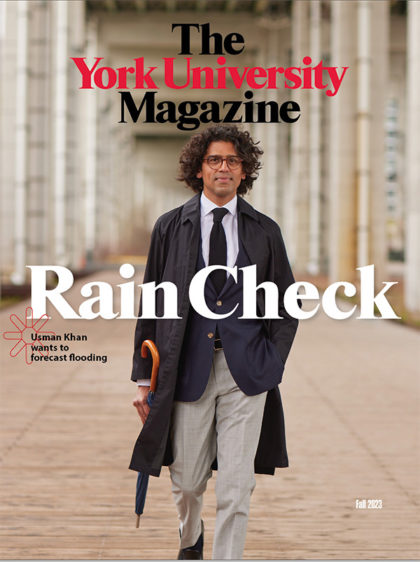 The
York University
Magazine
Rain Check
Usman Khan
wants to
forecast flooding
Fall 2023